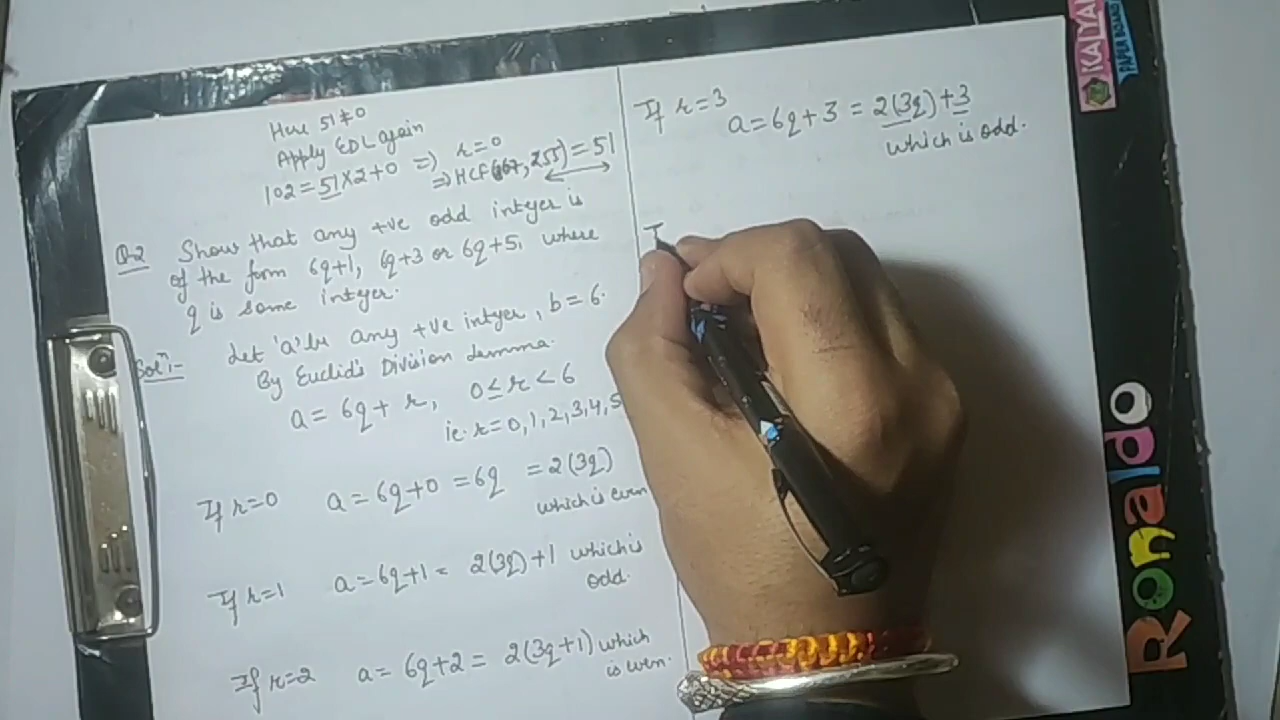 Here 51≠0
Apply EDL again
102 = 51×2+0 => r=0
=> HCF(867, 255) = 51
Q.2 Show that any +ve odd integer is
of the form 6q+1, 6q+3 or 6q+5, where
q is some integer.
Solⁿ:- Let 'a' be any +ve integer, b = 6.
By Euclid's Division Lemma.
a = 6q + r, 0 ≤ r < 6
ie. r = 0, 1, 2, 3, 4, 5
If r=0 a = 6q+0 = 6q = 2(3q)
which is even
If r=1 a = 6q+1 = 2(3q)+1 which is
odd.
If r=2 a = 6q+2 = 2(3q+1) which
is even.
If r=3
a = 6q+3 = 2(3q)+3
which is odd.
I
Ronaldo